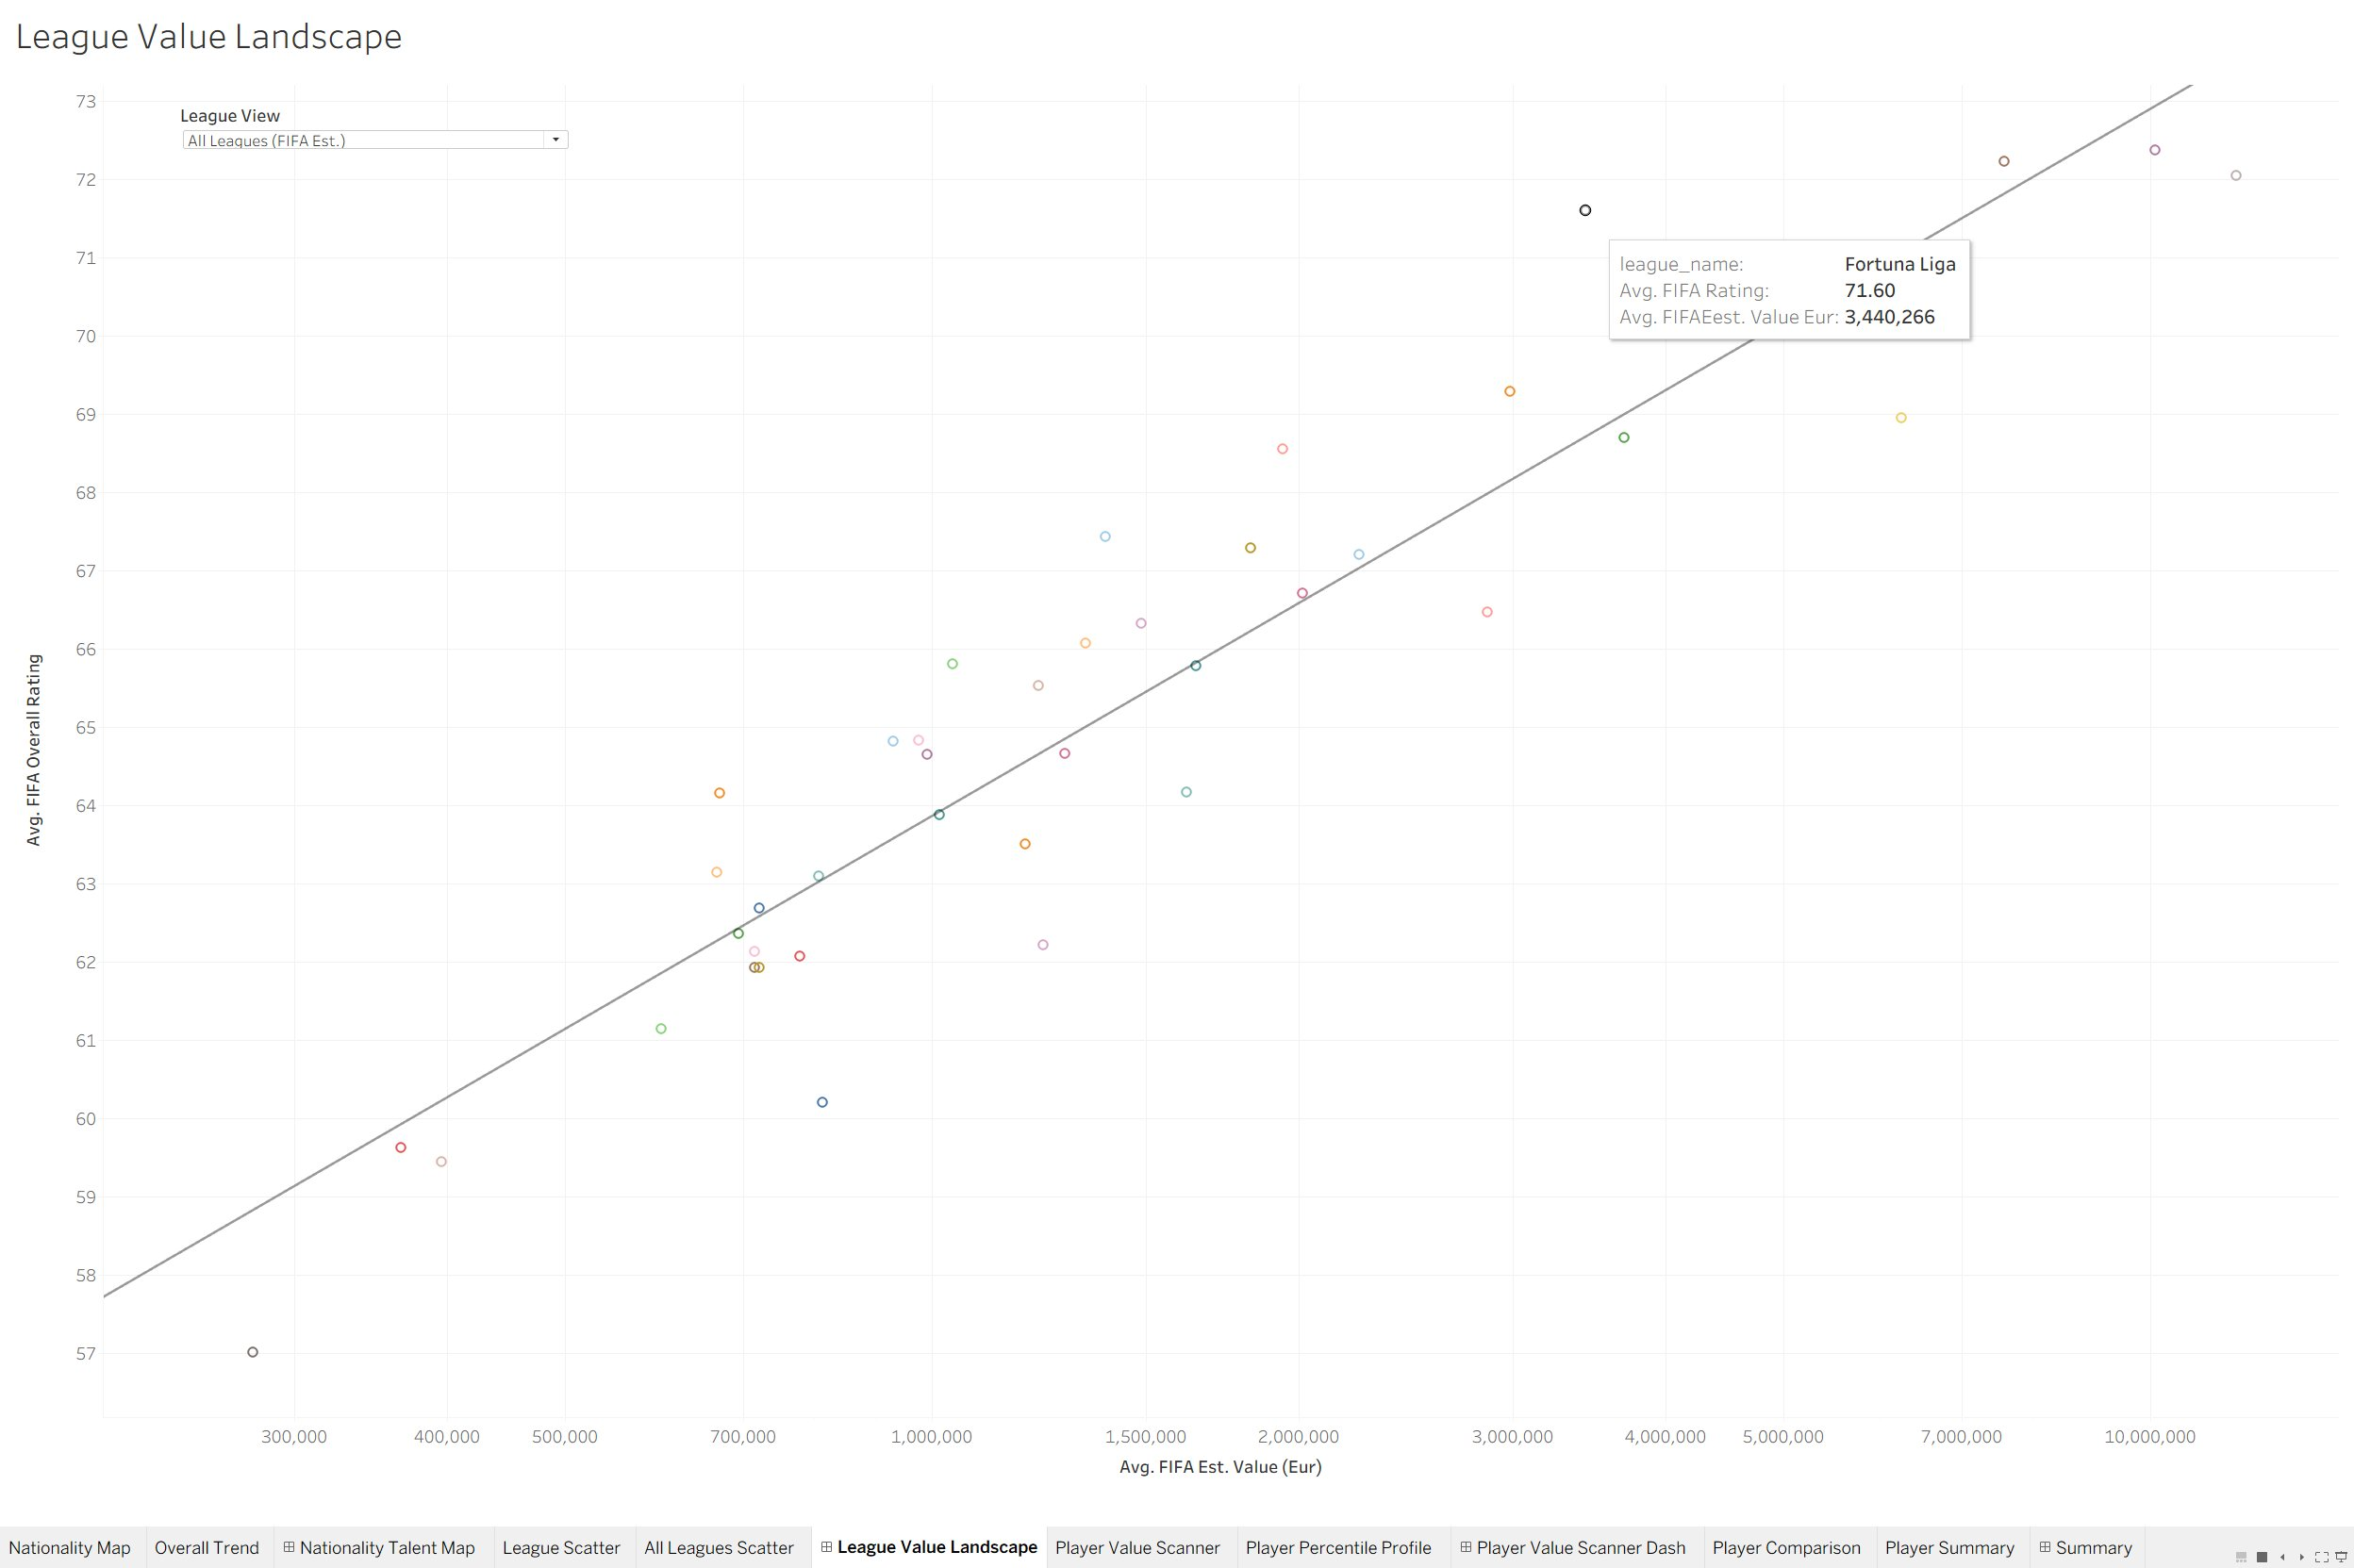 League Value Landscape
League View
All Leagues (FIFA Est.)
73
72
71
70
69
68
67
66
65
64
63
62
61
60
59
58
57
Avg. FIFA Overall Rating
league_name: Fortuna Liga
Avg. FIFA Rating: 71.60
Avg. FIFAEest. Value Eur: 3,440,266
300,000 400,000 500,000 700,000 1,000,000 1,500,000 2,000,000 3,000,000 4,000,000 5,000,000 7,000,000 10,000,000
Avg. FIFA Est. Value (Eur)
Nationality Map Overall Trend Nationality Talent Map League Scatter All Leagues Scatter League Value Landscape Player Value Scanner Player Percentile Profile Player Value Scanner Dash Player Comparison Player Summary Summary